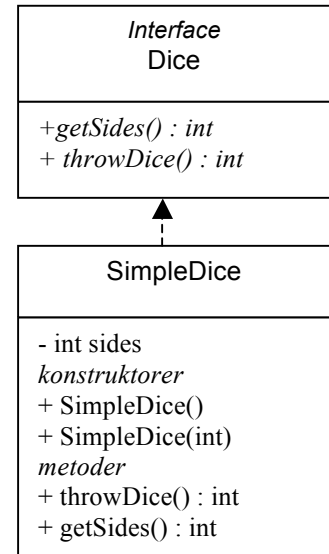 Interface
Dice
+getSides() : int
+ throwDice() : int
SimpleDice
- int sides
konstruktorer
+ SimpleDice()
+ SimpleDice(int)
metoder
+ throwDice() : int
+ getSides() : int